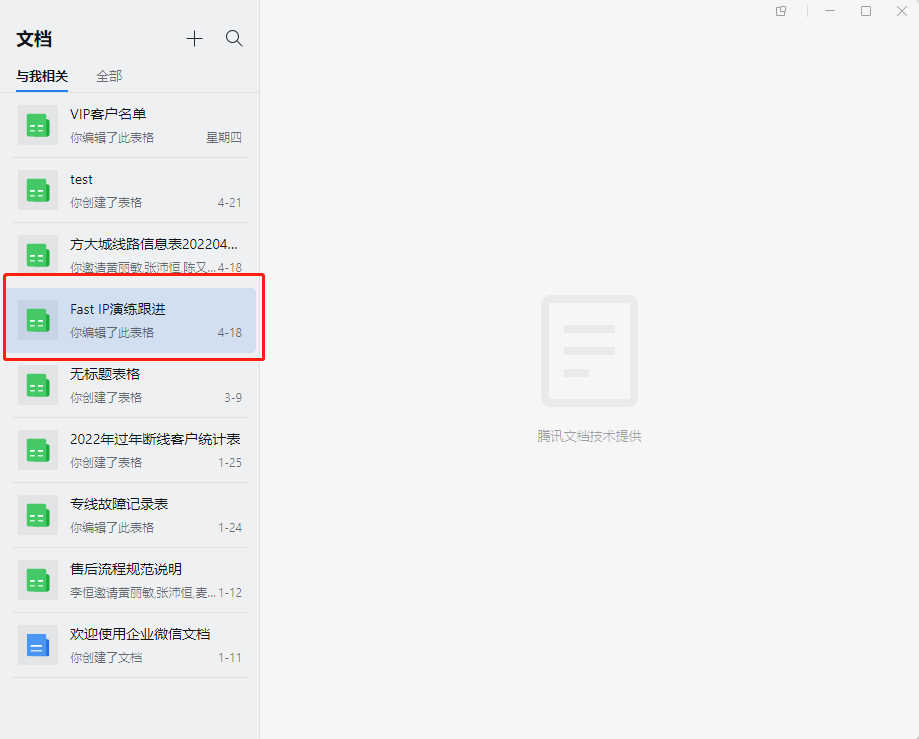 文档
与我相关 全部
VIP客户名单
你编辑了此表格 星期四
test
你创建了表格 4-21
方大城线路信息表202204...
你邀请黄丽敏,张沛恒,陈又... 4-18
Fast IP演练跟进
你编辑了此表格 4-18
无标题表格
你创建了表格 3-9
2022年过年断线客户统计表
你创建了表格 1-25
专线故障记录表
你编辑了此表格 1-24
售后流程规范说明
李恒邀请黄丽敏,张沛恒,麦... 1-12
欢迎使用企业微信文档
你创建了文档 1-11
腾讯文档技术提供